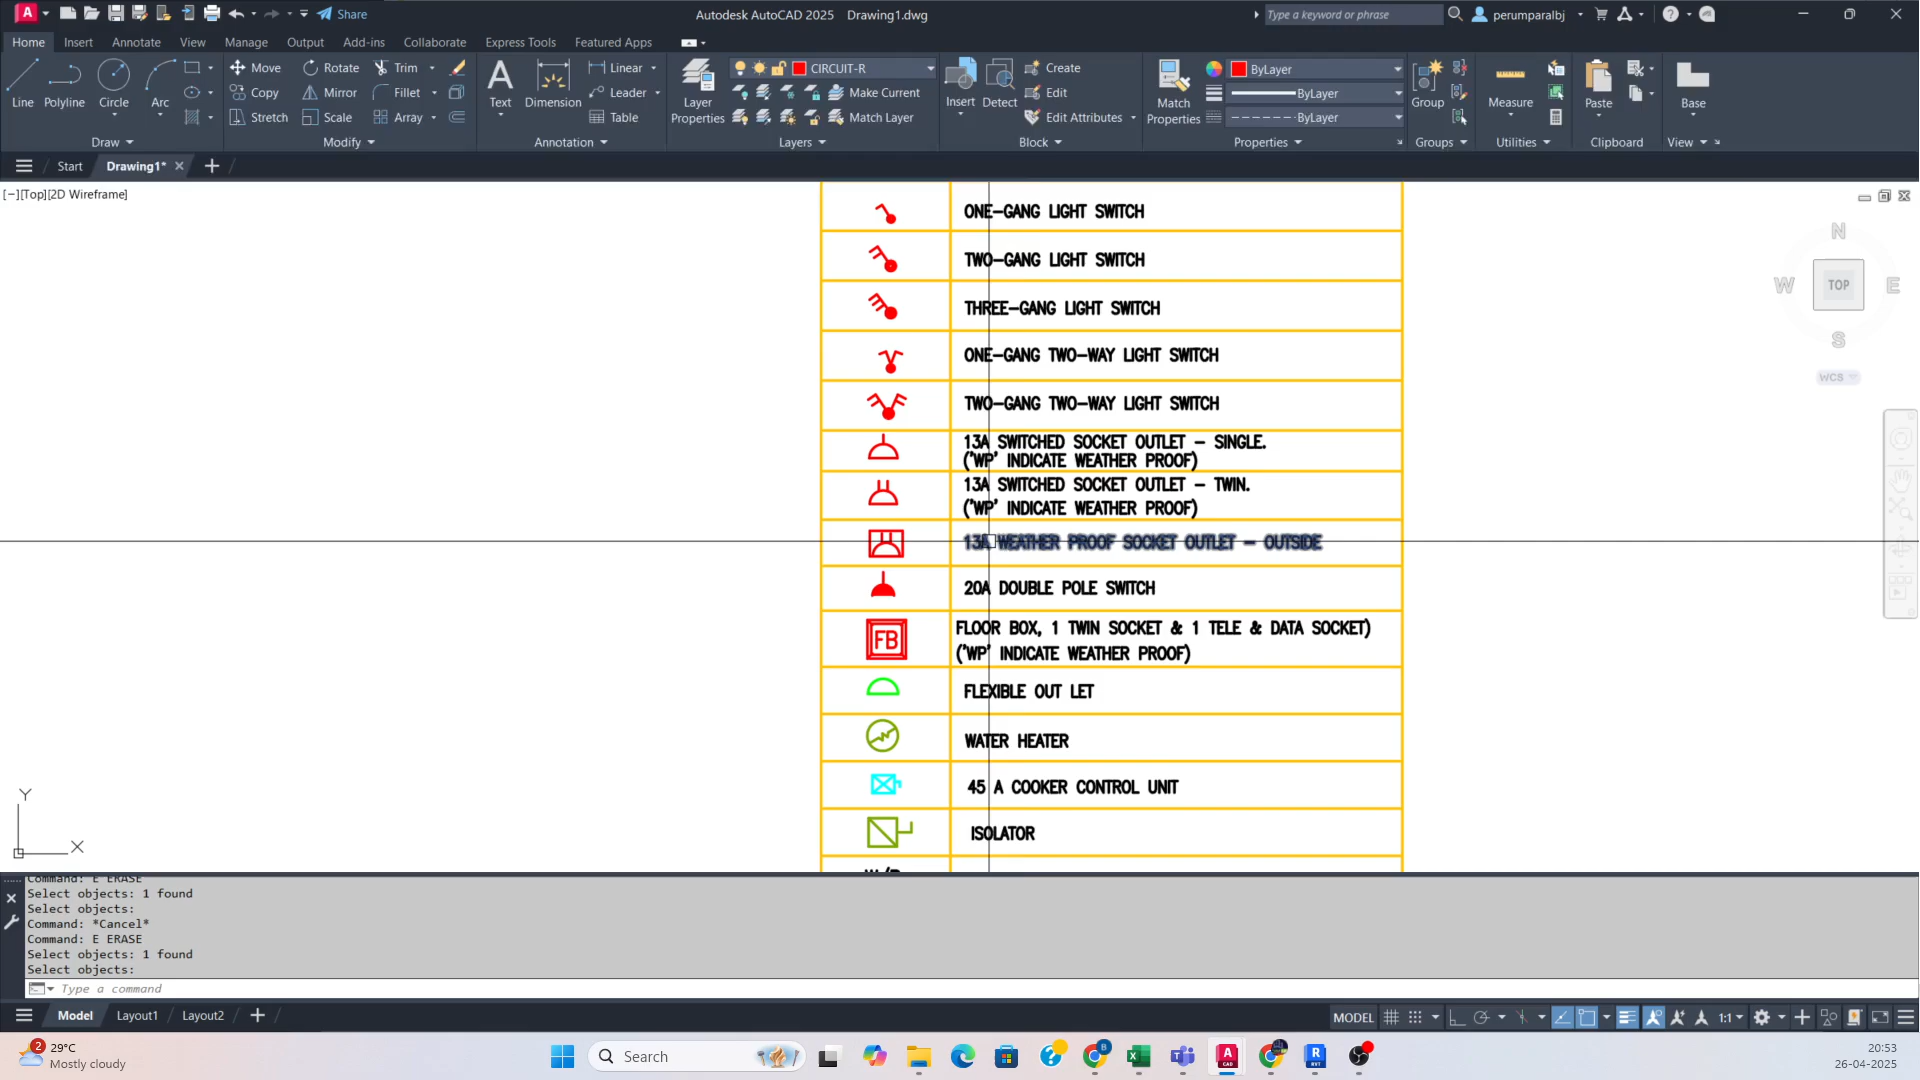 Share
Autodesk AutoCAD 2025 Drawing1.dwg
Type a keyword or phrase
perumparalbj
Home Insert Annotate View Manage Output Add-ins Collaborate Express Tools Featured Apps
Line Polyline Circle Arc
Move Rotate Trim
Copy Mirror Fillet
Stretch Scale Array
Text Dimension
Linear
Leader
Table
Layer Properties
CIRCUIT-R
Make Current
Match Layer
Insert Detect
Create
Edit
Edit Attributes
Match Properties
ByLayer
ByLayer
ByLayer
Group Measure Paste Base
Draw Modify Annotation Layers Block Properties Groups Utilities Clipboard View
Start Drawing1*
[−][Top][2D Wireframe]
N
W TOP E
S
WCS
ONE-GANG LIGHT SWITCH
TWO-GANG LIGHT SWITCH
THREE-GANG LIGHT SWITCH
ONE-GANG TWO-WAY LIGHT SWITCH
TWO-GANG TWO-WAY LIGHT SWITCH
13A SWITCHED SOCKET OUTLET - SINGLE.
('WP' INDICATE WEATHER PROOF)
13A SWITCHED SOCKET OUTLET - TWIN.
('WP' INDICATE WEATHER PROOF)
13A WEATHER PROOF SOCKET OUTLET - OUTSIDE
20A DOUBLE POLE SWITCH
FB
FLOOR BOX, 1 TWIN SOCKET & 1 TELE & DATA SOCKET)
('WP' INDICATE WEATHER PROOF)
FLEXIBLE OUT LET
WATER HEATER
45 A COOKER CONTROL UNIT
ISOLATOR
Y
X
Command: E ERASE
Select objects: 1 found
Select objects:
Command: *Cancel*
Command: E ERASE
Select objects: 1 found
Select objects:
Type a command
Model Layout1 Layout2
MODEL
1:1
2
29°C
Mostly cloudy
Search
20:53
26-04-2025